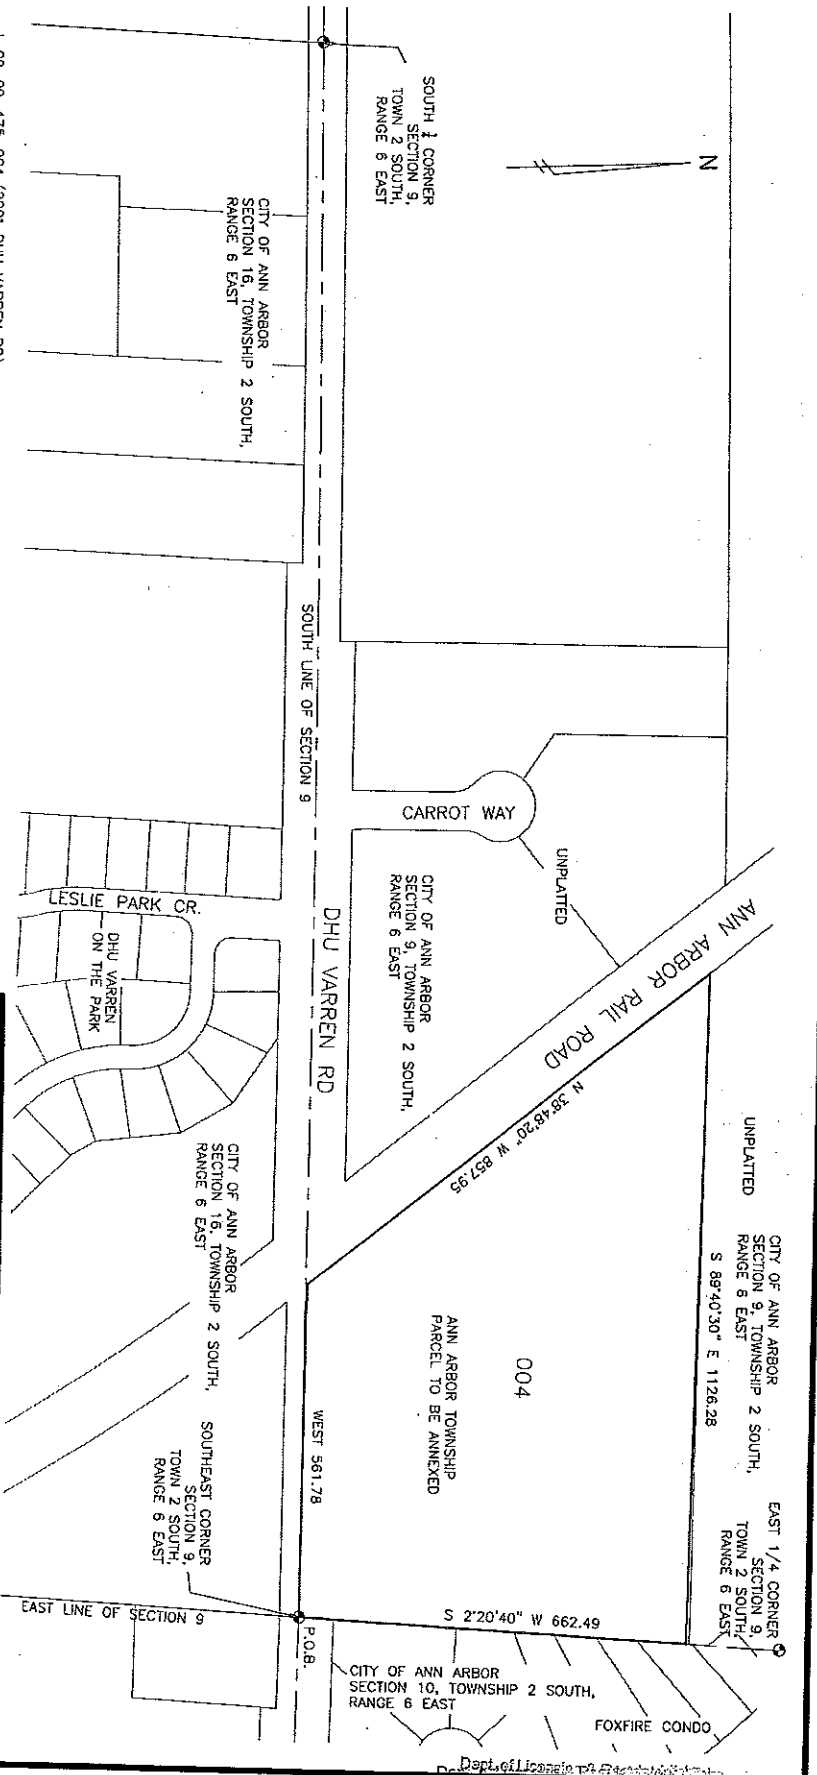 N
SOUTH ¼ CORNER
SECTION 9,
TOWN 2 SOUTH,
RANGE 6 EAST
CITY OF ANN ARBOR
SECTION 16, TOWNSHIP 2 SOUTH,
RANGE 6 EAST
SOUTH LINE OF SECTION 9
CARROT WAY
UNPLATTED
CITY OF ANN ARBOR
SECTION 9, TOWNSHIP 2 SOUTH,
RANGE 6 EAST
DHU VARREN RD
LESLIE PARK CR.
DHU VARREN
ON THE PARK
ANN ARBOR RAIL ROAD
N 38°48'20" W 857.95
UNPLATTED
CITY OF ANN ARBOR
SECTION 9, TOWNSHIP 2 SOUTH,
RANGE 6 EAST
S 89°40'30" E 1126.28
EAST 1/4 CORNER
SECTION 9,
TOWN 2 SOUTH,
RANGE 6 EAST
004
ANN ARBOR TOWNSHIP
PARCEL TO BE ANNEXED
CITY OF ANN ARBOR
SECTION 16, TOWNSHIP 2 SOUTH,
RANGE 6 EAST
WEST 561.78
SOUTHEAST CORNER
SECTION 9,
TOWN 2 SOUTH,
RANGE 6 EAST
EAST LINE OF SECTION 9
P.O.B.
S 2°20'40" W 662.49
CITY OF ANN ARBOR
SECTION 10, TOWNSHIP 2 SOUTH,
RANGE 6 EAST
FOXFIRE CONDO
Dept. of